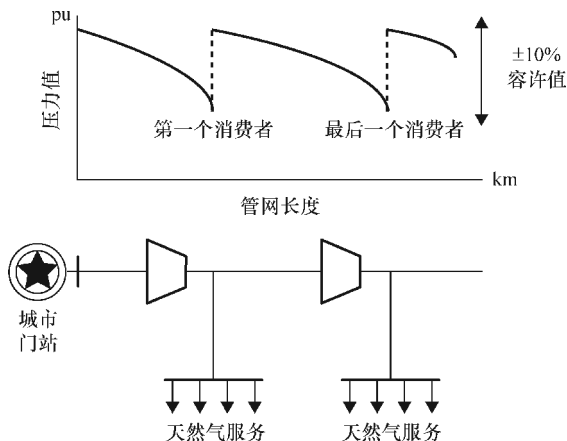 pu
压力值
±10%
容许值
第一个消费者
最后一个消费者
km
管网长度
城市
门站
天然气服务
天然气服务